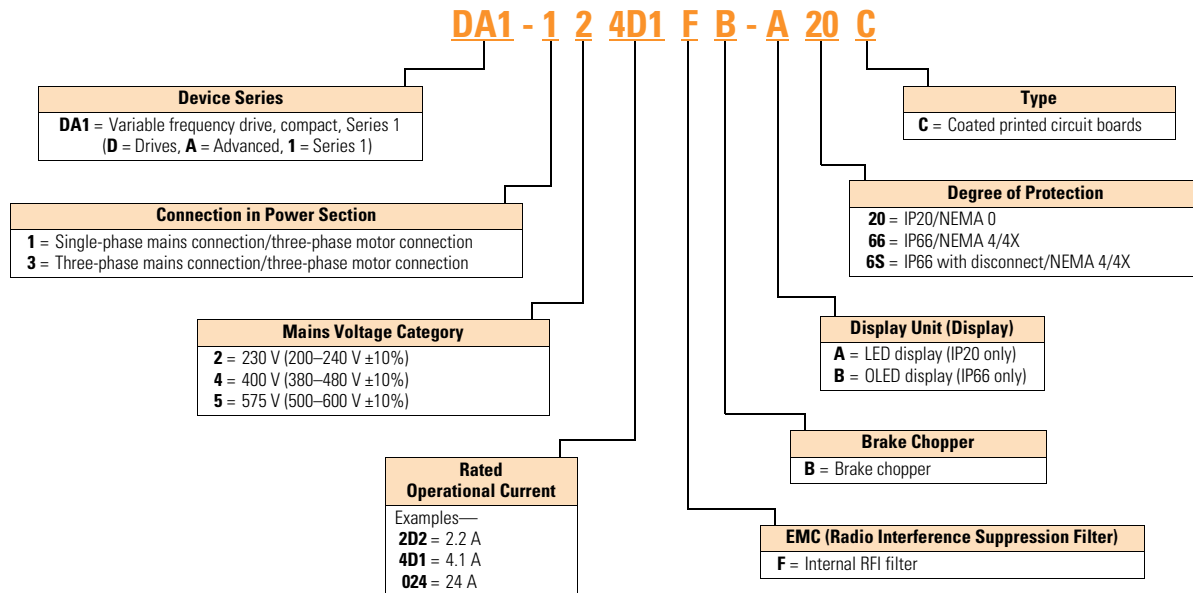 DA1 - 1 2 4D1 F B - A 20 C
Device Series
DA1 = Variable frequency drive, compact, Series 1
(D = Drives, A = Advanced, 1 = Series 1)
Type
C = Coated printed circuit boards
Connection in Power Section
1 = Single-phase mains connection/three-phase motor connection
3 = Three-phase mains connection/three-phase motor connection
Degree of Protection
20 = IP20/NEMA 0
66 = IP66/NEMA 4/4X
6S = IP66 with disconnect/NEMA 4/4X
Mains Voltage Category
2 = 230 V (200–240 V ±10%)
4 = 400 V (380–480 V ±10%)
5 = 575 V (500–600 V ±10%)
Display Unit (Display)
A = LED display (IP20 only)
B = OLED display (IP66 only)
Rated
Operational Current
Examples—
2D2 = 2.2 A
4D1 = 4.1 A
024 = 24 A
Brake Chopper
B = Brake chopper
EMC (Radio Interference Suppression Filter)
F = Internal RFI filter